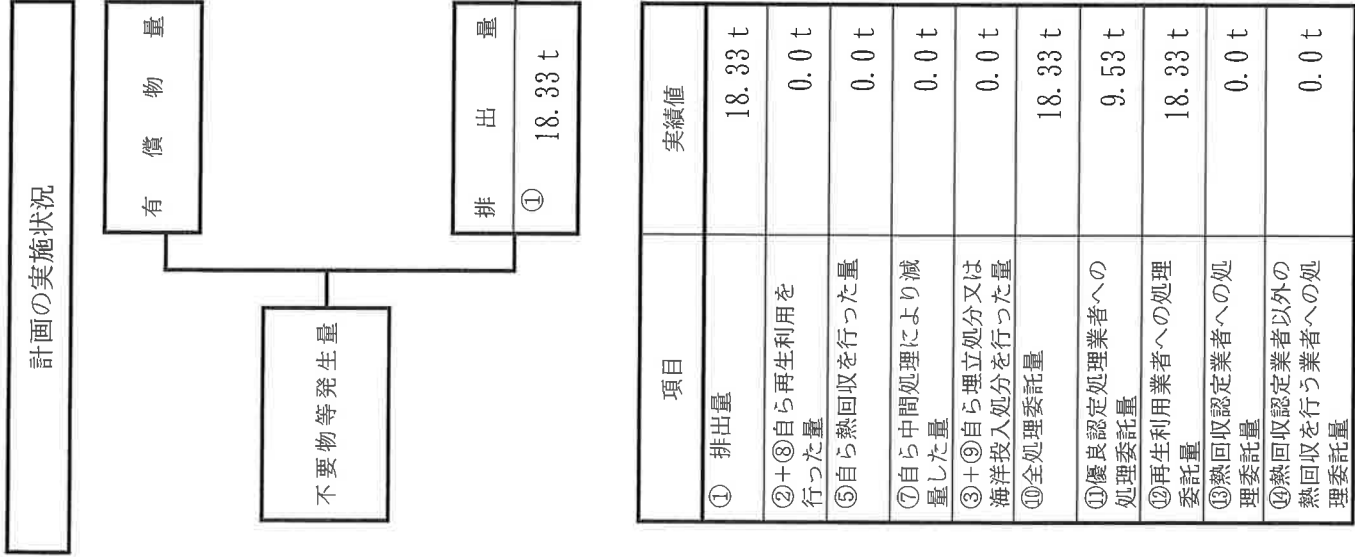 計画の実施状況
有償物量
不要物等発生量
排出量
① 18.33 t
項目 実績値
① 排出量 18.33 t
②+⑧自ら再生利用を
行った量 0.0 t
⑤自ら熱回収を行った量 0.0 t
⑦自ら中間処理により減
量した量 0.0 t
③+⑨自ら埋立処分又は
海洋投入処分を行った量 0.0 t
⑩全処理委託量 18.33 t
⑪優良認定処理業者への
処理委託量 9.53 t
⑫再生利用業者への処理
委託量 18.33 t
⑬熱回収認定業者への処
理委託量 0.0 t
⑭熱回収認定業者以外の
熱回収を行う業者への処
理委託量 0.0 t